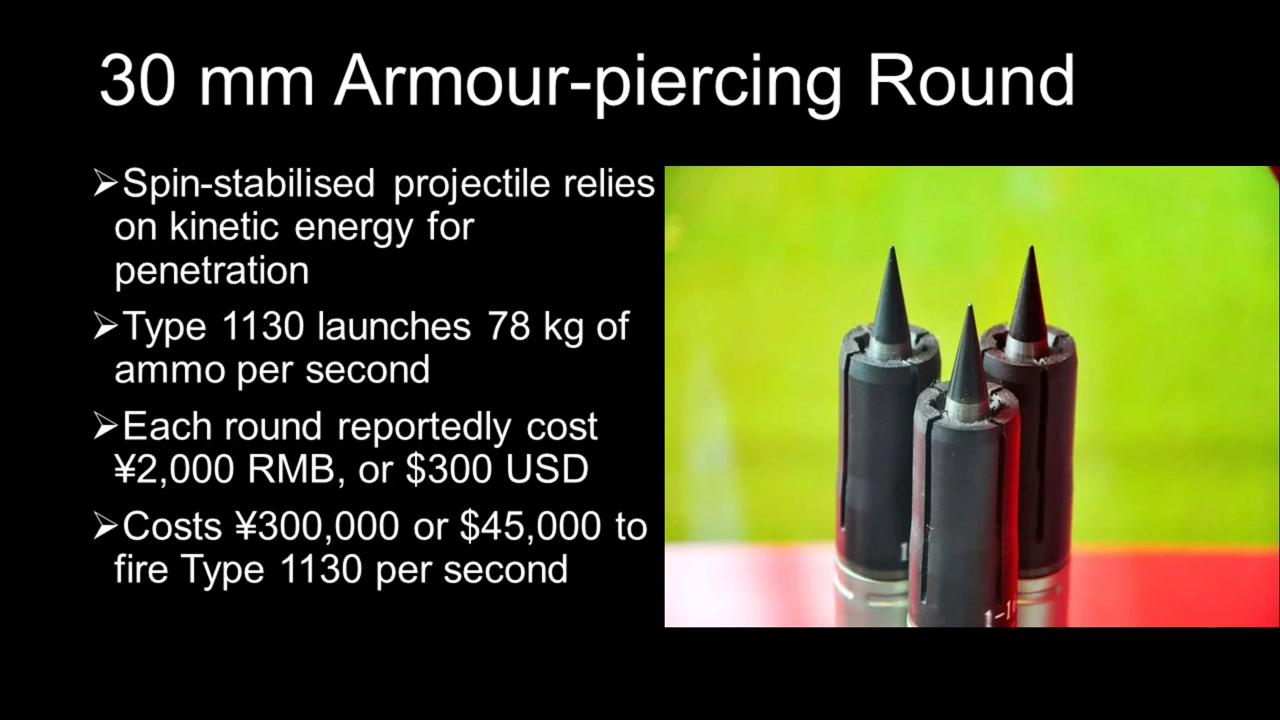 30 mm Armour-piercing Round
➢Spin-stabilised projectile relies
on kinetic energy for
penetration
➢Type 1130 launches 78 kg of
ammo per second
➢Each round reportedly cost
¥2,000 RMB, or $300 USD
➢Costs ¥300,000 or $45,000 to
fire Type 1130 per second